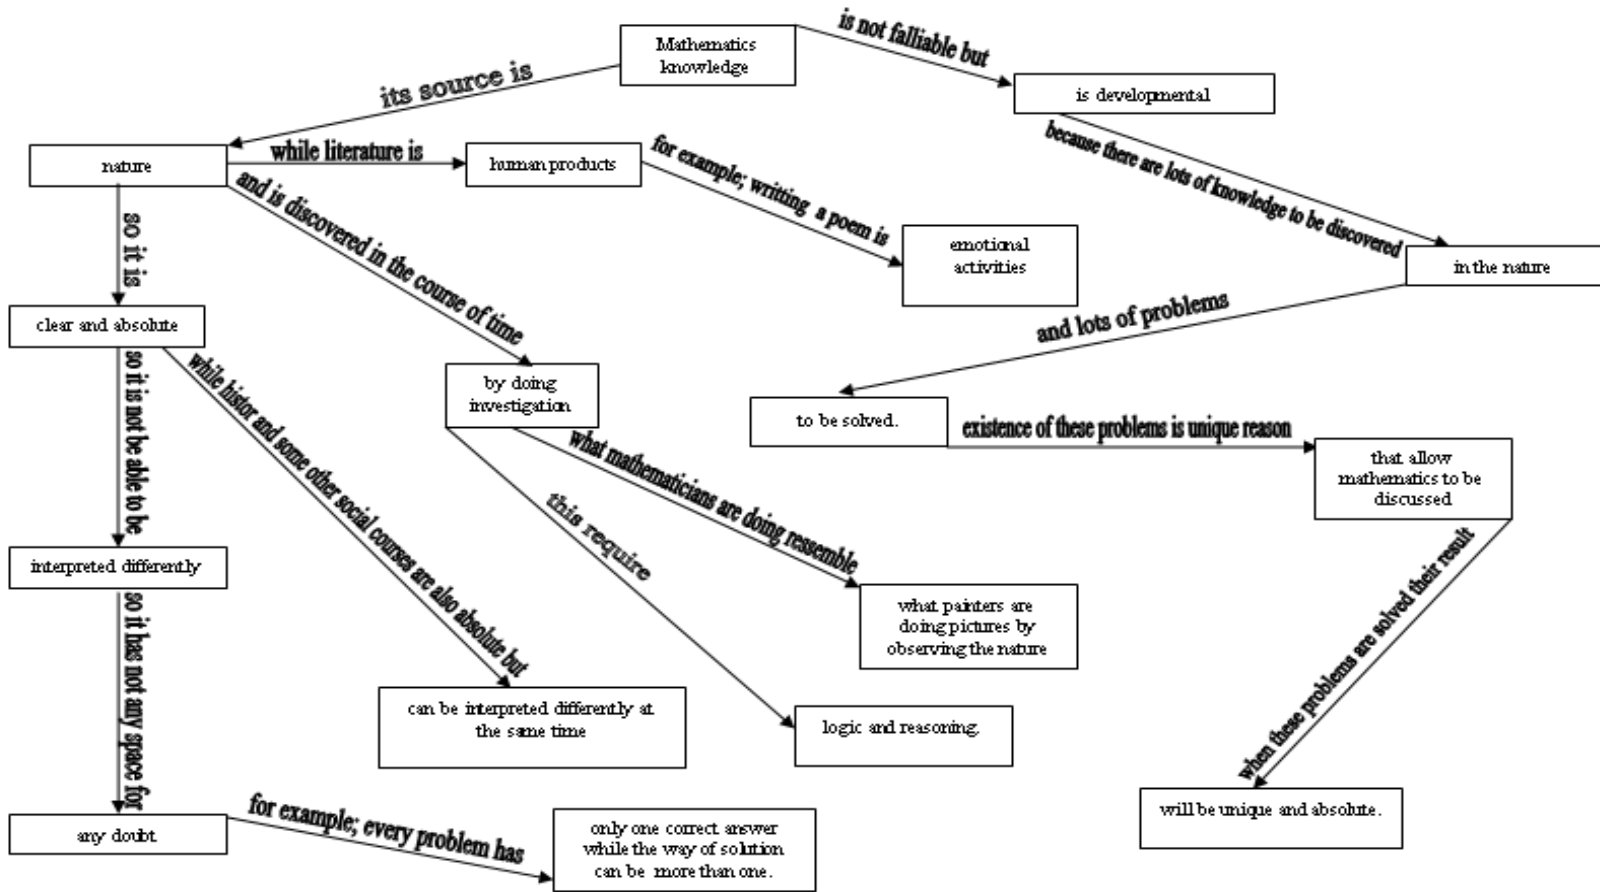 Mathematics
knowledge
is not falliable but
is developmental
its source is
nature
while literature is
human products
for example; writting a poem is
emotional
activities
because there are lots of knowledge to be discovered
in the nature
and is discovered in the course of time
so it is
clear and absolute
by doing
investigation
and lots of problems
to be solved.
existence of these problems is unique reason
that allow
mathematics to be
discussed
so it is not be able to be
interpreted differently
while histor and some other social courses are also absolute but
can be interpreted differently at
the same time
what mathematicians are doing ressemble
what painters are
doing pictures by
observing the nature
this require
logic and reasoning.
when these problems are solved their result
will be unique and absolute.
so it has not any space for
any doubt
for example; every problem has
only one correct answer
while the way of solution
can be more than one.